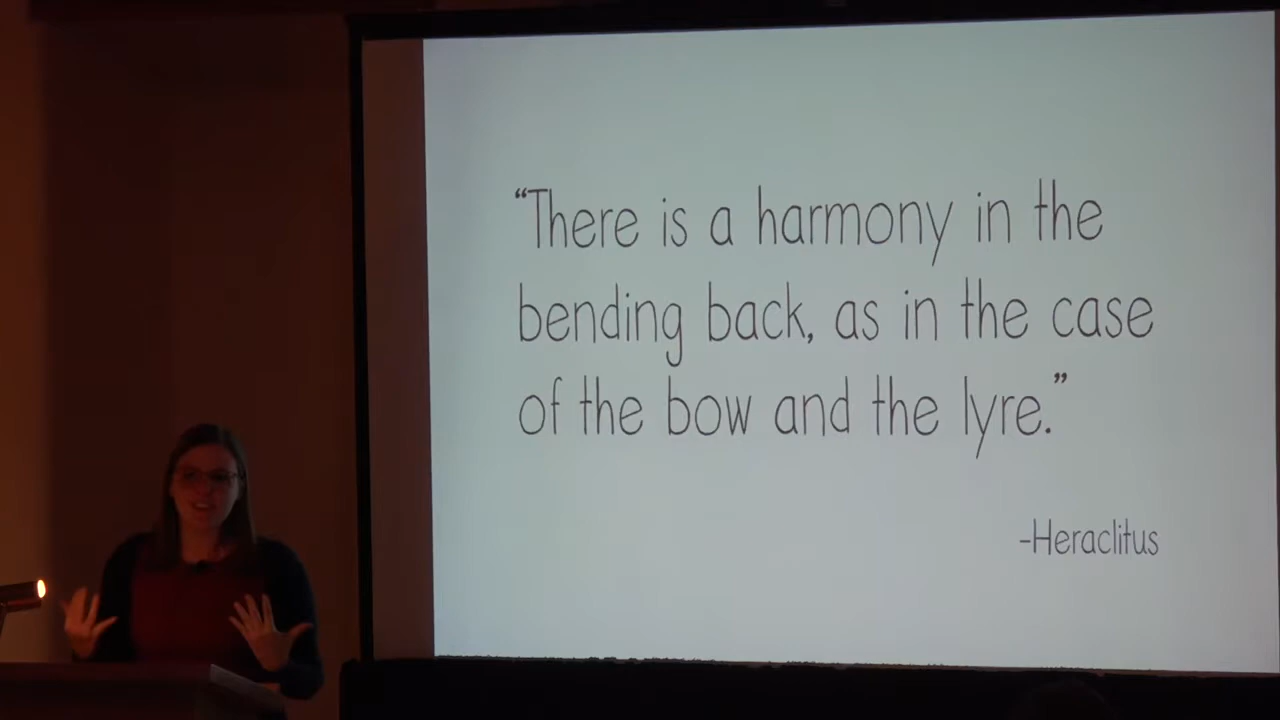 “There is a harmony in the
bending back, as in the case
of the bow and the lyre.”
-Heraclitus